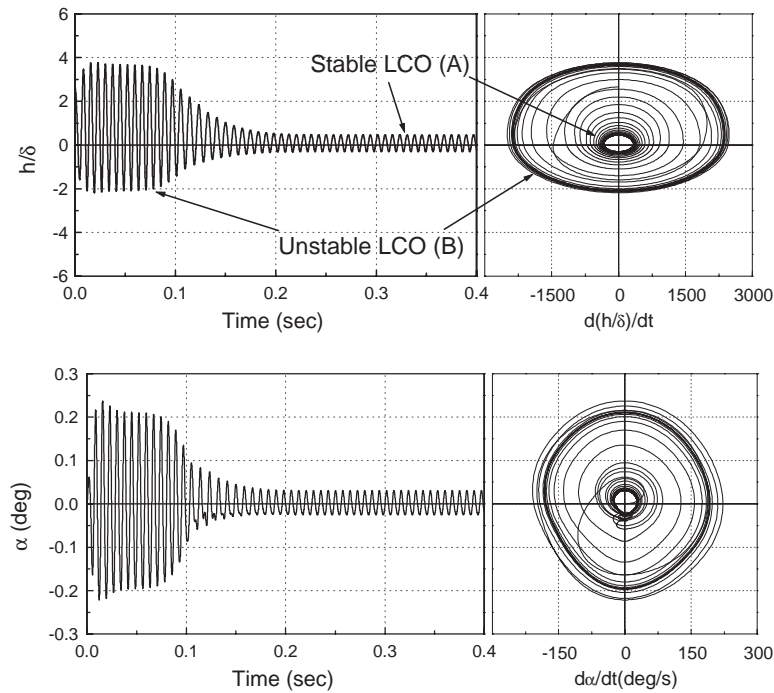 6
4
2
0
-2
-4
-6
h/δ
Stable LCO (A)
Unstable LCO (B)
0.0 0.1 0.2 0.3 0.4
Time (sec)
-1500 0 1500 3000
d(h/δ)/dt
0.3
0.2
0.1
0.0
-0.1
-0.2
-0.3
α (deg)
0.0 0.1 0.2 0.3 0.4
Time (sec)
-150 0 150 300
dα/dt(deg/s)